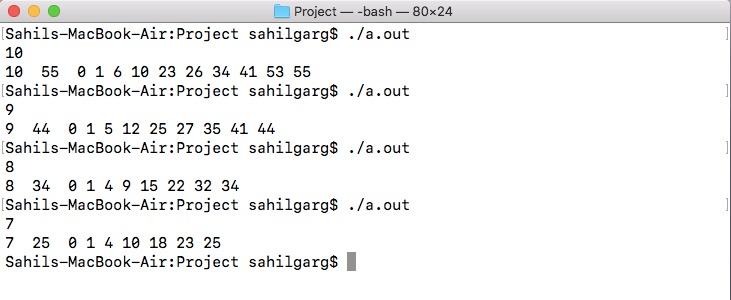 Project — -bash — 80×24
[Sahils-MacBook-Air:Project sahilgarg$ ./a.out ]
10
10  55  0 1 6 10 23 26 34 41 53 55
[Sahils-MacBook-Air:Project sahilgarg$ ./a.out ]
9
9  44  0 1 5 12 25 27 35 41 44
[Sahils-MacBook-Air:Project sahilgarg$ ./a.out ]
8
8  34  0 1 4 9 15 22 32 34
[Sahils-MacBook-Air:Project sahilgarg$ ./a.out ]
7
7  25  0 1 4 10 18 23 25
Sahils-MacBook-Air:Project sahilgarg$